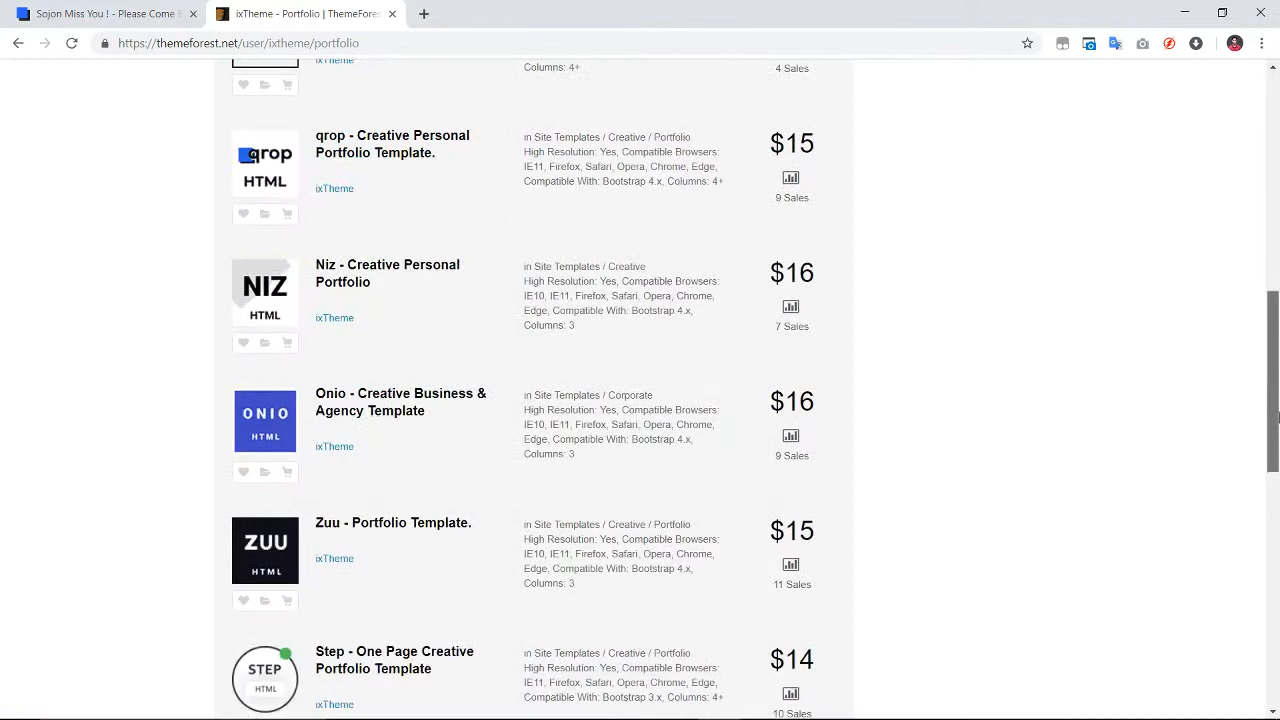 Sojon Miss You ! - Please Come B
ixTheme - Portfolio | ThemeFores
https://themeforest.net/user/ixtheme/portfolio
ixTheme
Columns: 4+
4 Sales
qrop
HTML
qrop - Creative Personal
Portfolio Template.
ixTheme
in Site Templates / Creative / Portfolio
High Resolution: Yes, Compatible Browsers:
IE11, Firefox, Safari, Opera, Chrome, Edge,
Compatible With: Bootstrap 4.x, Columns: 4+
$15
9 Sales
NIZ
HTML
Niz - Creative Personal
Portfolio
ixTheme
in Site Templates / Creative
High Resolution: Yes, Compatible Browsers:
IE10, IE11, Firefox, Safari, Opera, Chrome,
Edge, Compatible With: Bootstrap 4.x,
Columns: 3
$16
7 Sales
ONIO
HTML
Onio - Creative Business &
Agency Template
ixTheme
in Site Templates / Corporate
High Resolution: Yes, Compatible Browsers:
IE10, IE11, Firefox, Safari, Opera, Chrome,
Edge, Compatible With: Bootstrap 4.x,
Columns: 3
$16
9 Sales
ZUU
HTML
Zuu - Portfolio Template.
ixTheme
in Site Templates / Creative / Portfolio
High Resolution: Yes, Compatible Browsers:
IE10, IE11, Firefox, Safari, Opera, Chrome,
Edge, Compatible With: Bootstrap 4.x,
Columns: 3
$15
11 Sales
STEP
HTML
Step - One Page Creative
Portfolio Template
ixTheme
in Site Templates / Creative / Portfolio
High Resolution: Yes, Compatible Browsers:
IE11, Firefox, Safari, Opera, Chrome, Edge,
Compatible With: Bootstrap 3.x, Columns: 4+
$14
10 Sales